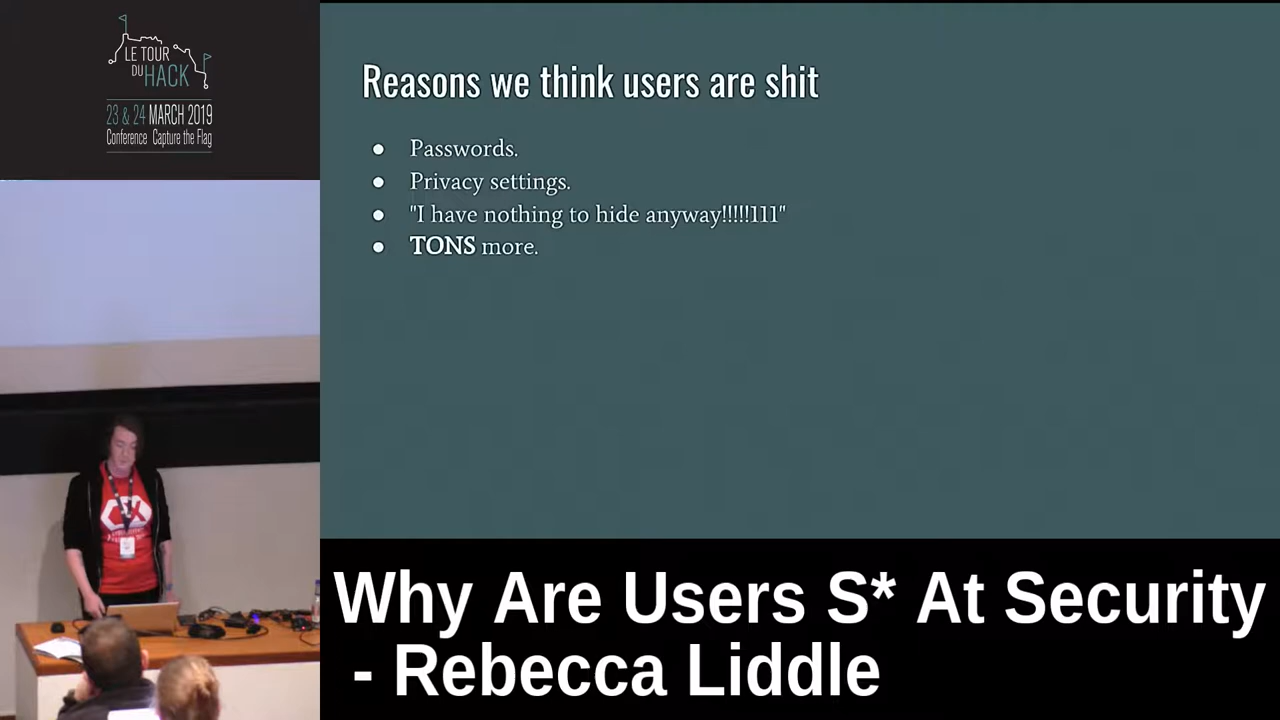 LE TOUR
DU HACK
23 & 24 MARCH 2019
Conference Capture the Flag
Reasons we think users are shit
● Passwords.
● Privacy settings.
● "I have nothing to hide anyway!!!!!111"
● TONS more.
Why Are Users S* At Security
- Rebecca Liddle